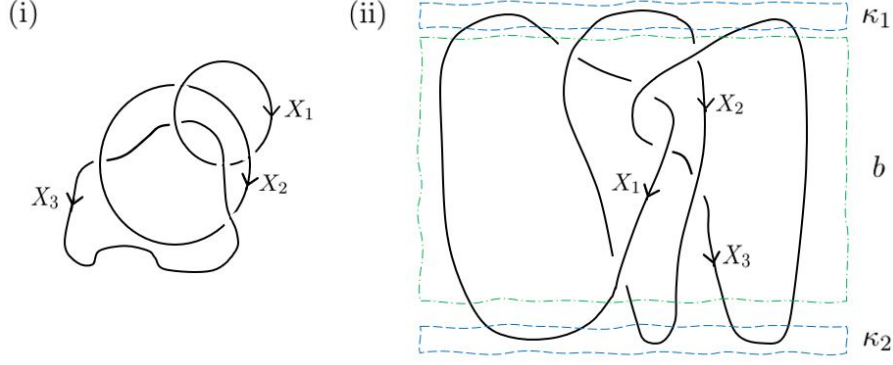 (i)
X₁
X₂
X₃
(ii)
κ₁
X₂
b
X₁
X₃
κ₂